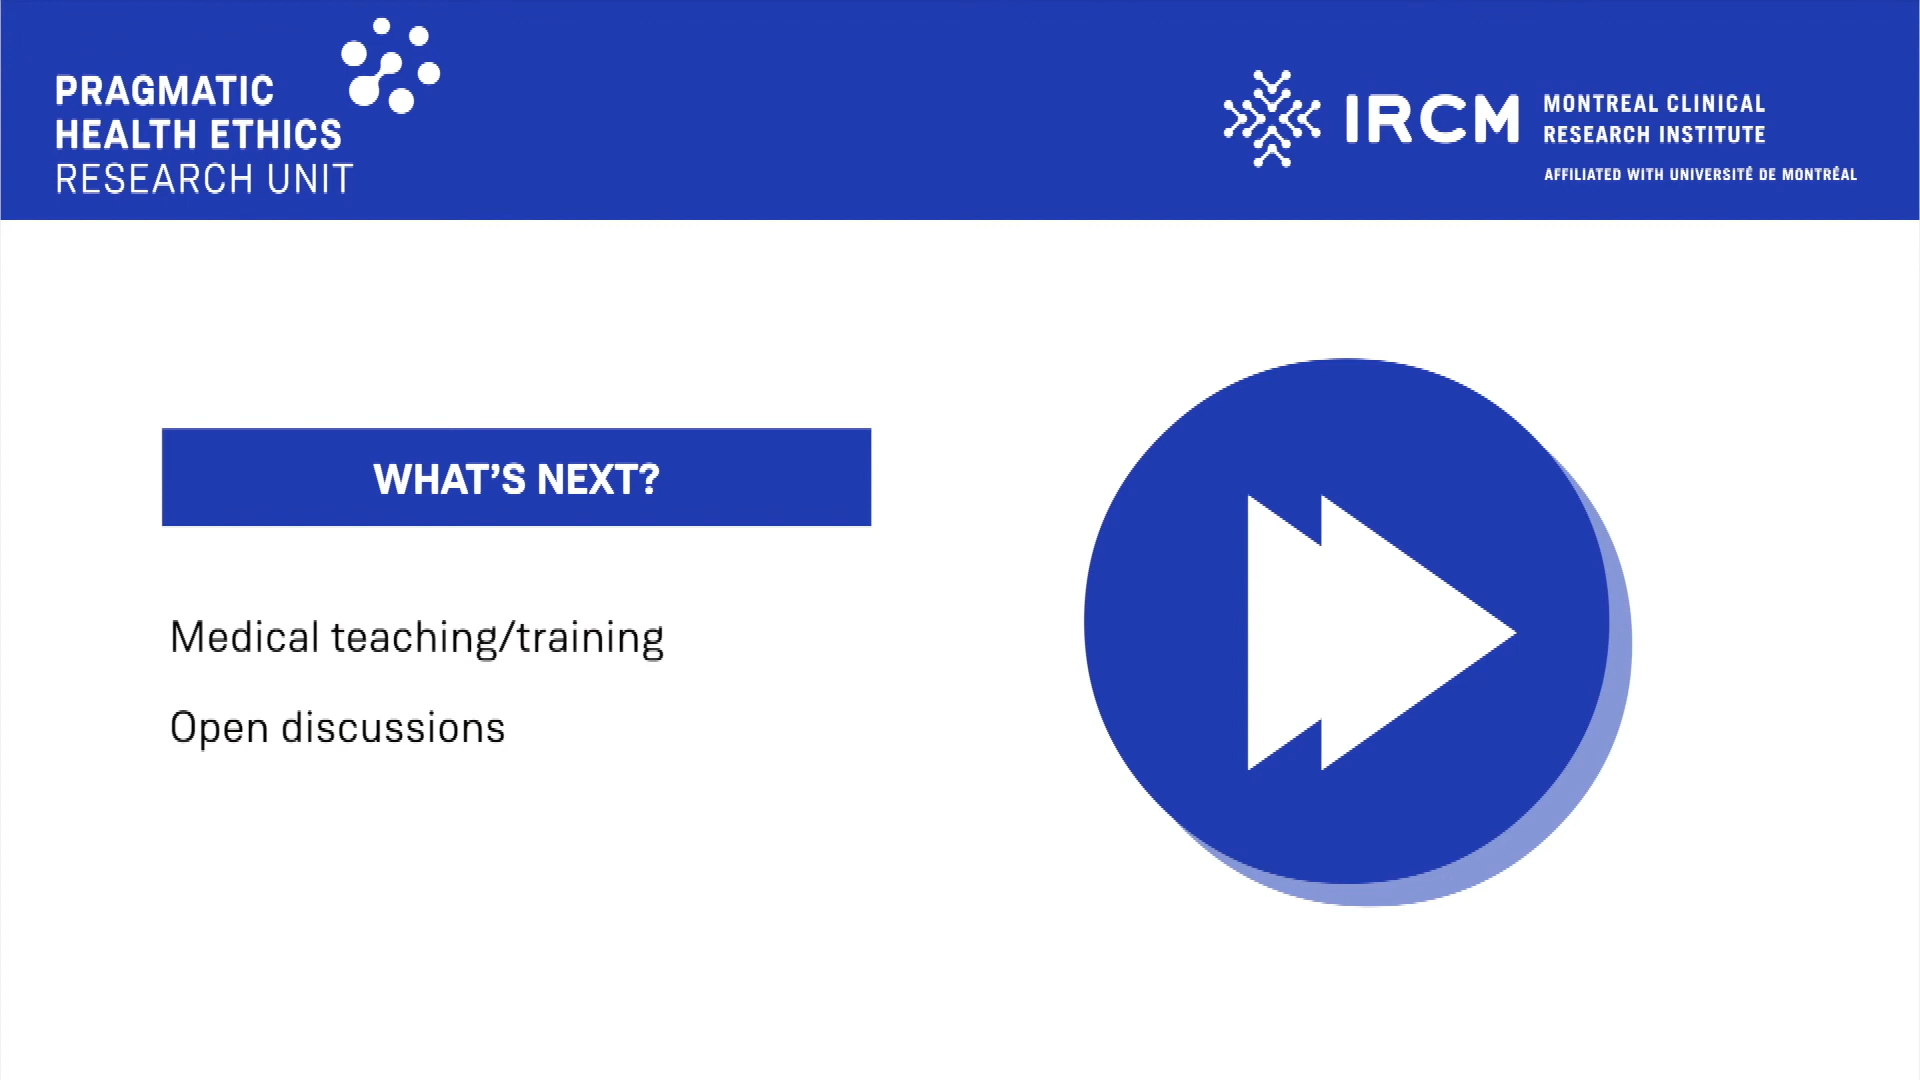 PRAGMATIC
HEALTH ETHICS
RESEARCH UNIT
IRCM
MONTREAL CLINICAL
RESEARCH INSTITUTE
AFFILIATED WITH UNIVERSITÉ DE MONTRÉAL
WHAT’S NEXT?
Medical teaching/training
Open discussions